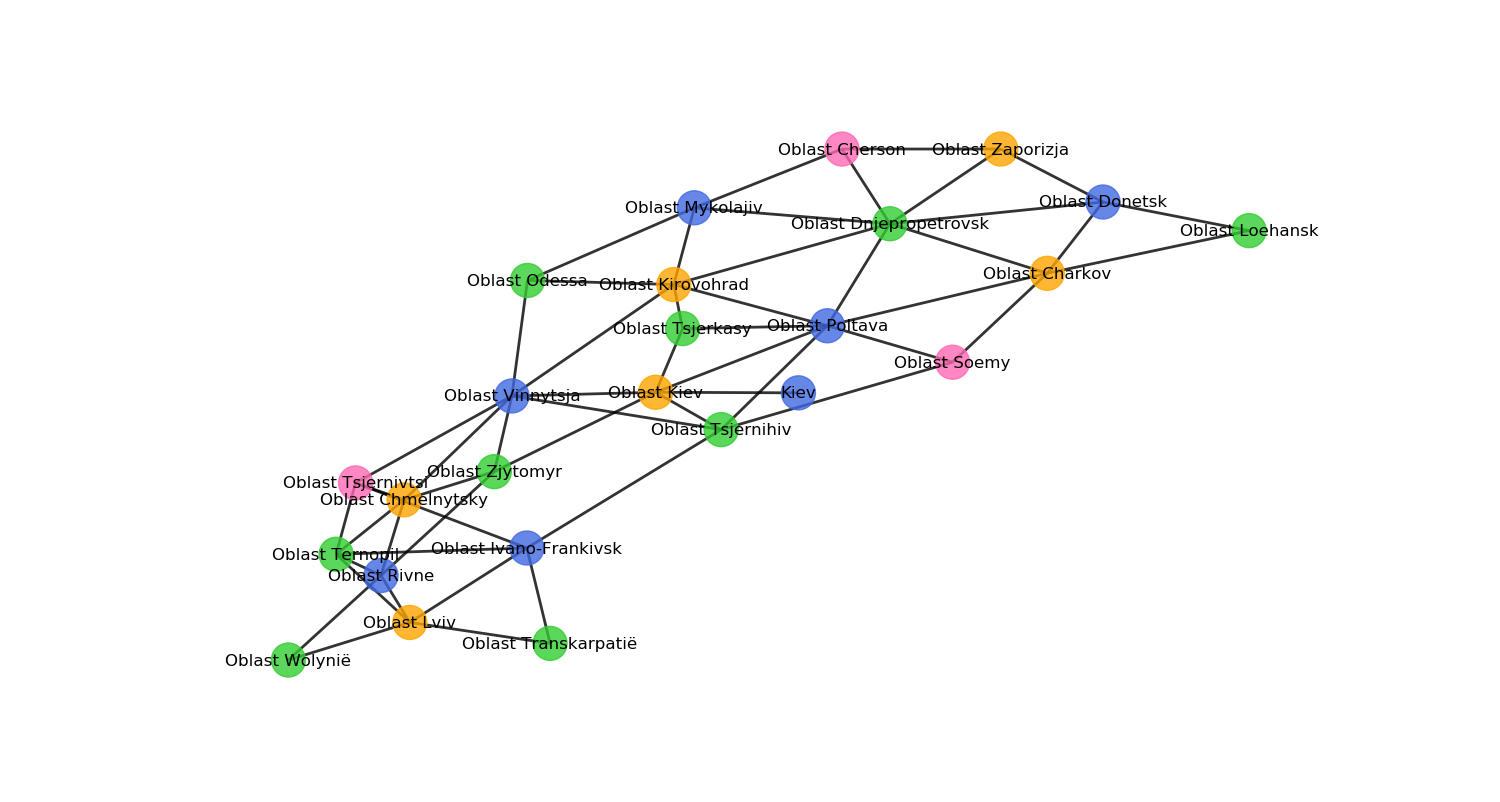 Oblast Cherson
Oblast Zaporizja
Oblast Donetsk
Oblast Mykolajiv
Oblast Dnjepropetrovsk
Oblast Loehansk
Oblast Charkov
Oblast Odessa
Oblast Kirovohrad
Oblast Tsjerkasy
Oblast Poltava
Oblast Soemy
Oblast Vinnytsja
Oblast Kiev
Kiev
Oblast Tsjernihiv
Oblast Zjytomyr
Oblast Tsjernivtsi
Oblast Chmelnytsky
Oblast Ivano-Frankivsk
Oblast Ternopil
Oblast Rivne
Oblast Lviv
Oblast Transkarpatië
Oblast Wolynië